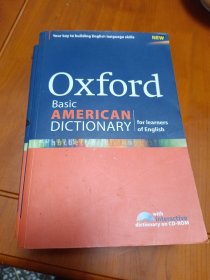 Your key to building English language skills
NEW
Oxford
Basic
AMERICAN
DICTIONARY
for learners
of English
with
interactive
dictionary on CD-ROM